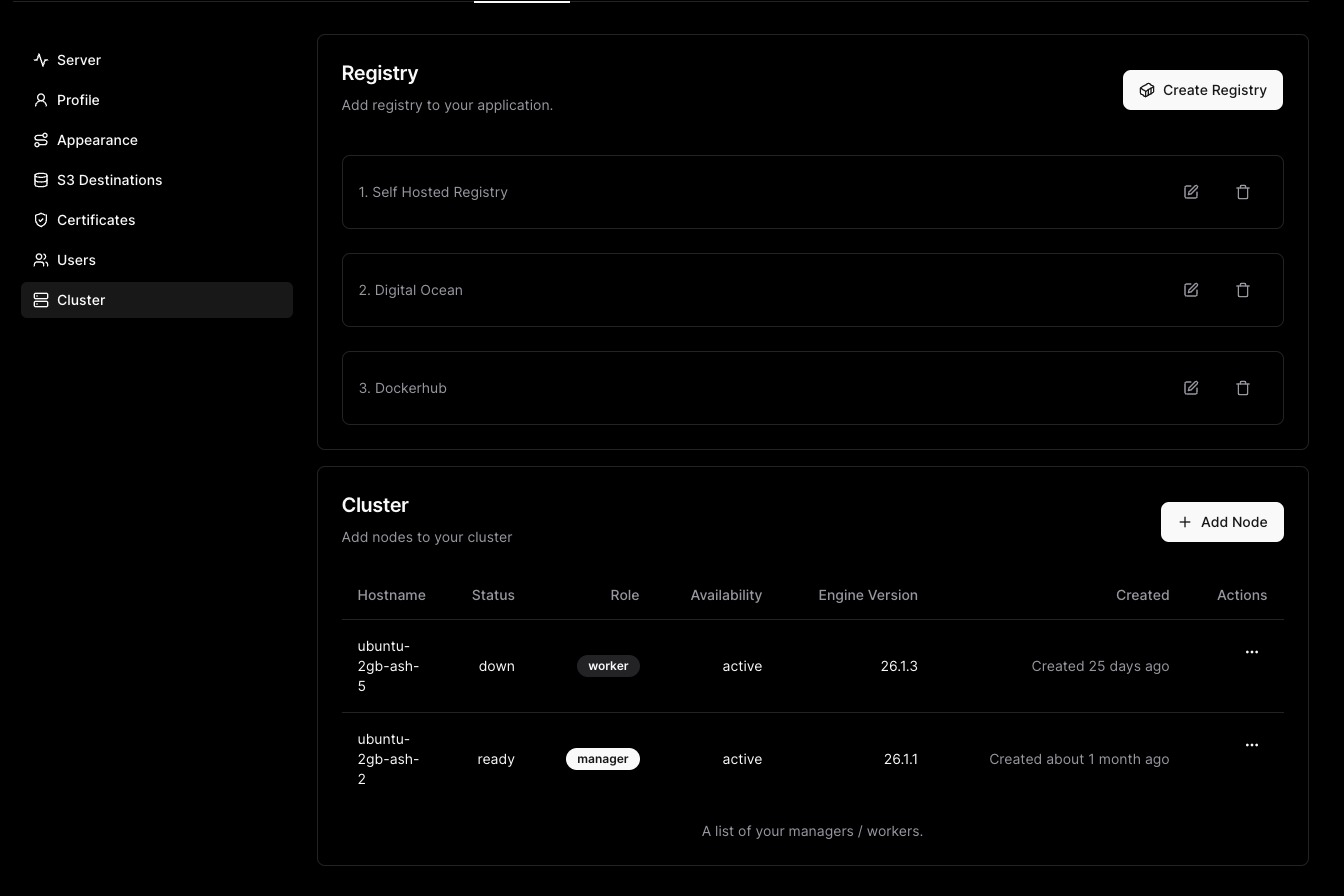 Server
Profile
Appearance
S3 Destinations
Certificates
Users
Cluster
Registry
Add registry to your application.
Create Registry
1. Self Hosted Registry
2. Digital Ocean
3. Dockerhub
Cluster
Add nodes to your cluster
Add Node
Hostname Status Role Availability Engine Version Created Actions
ubuntu-
2gb-ash- down worker active 26.1.3 Created 25 days ago
5
ubuntu-
2gb-ash- ready manager active 26.1.1 Created about 1 month ago
2
A list of your managers / workers.